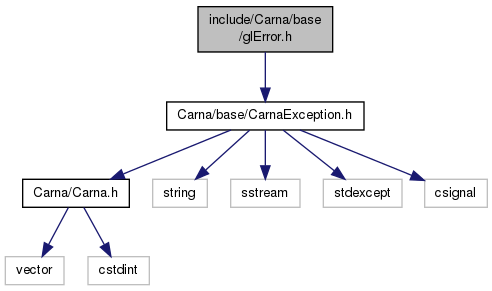 include/Carna/base
/glError.h
Carna/base/CarnaException.h
Carna/Carna.h
string
sstream
stdexcept
csignal
vector
cstdint